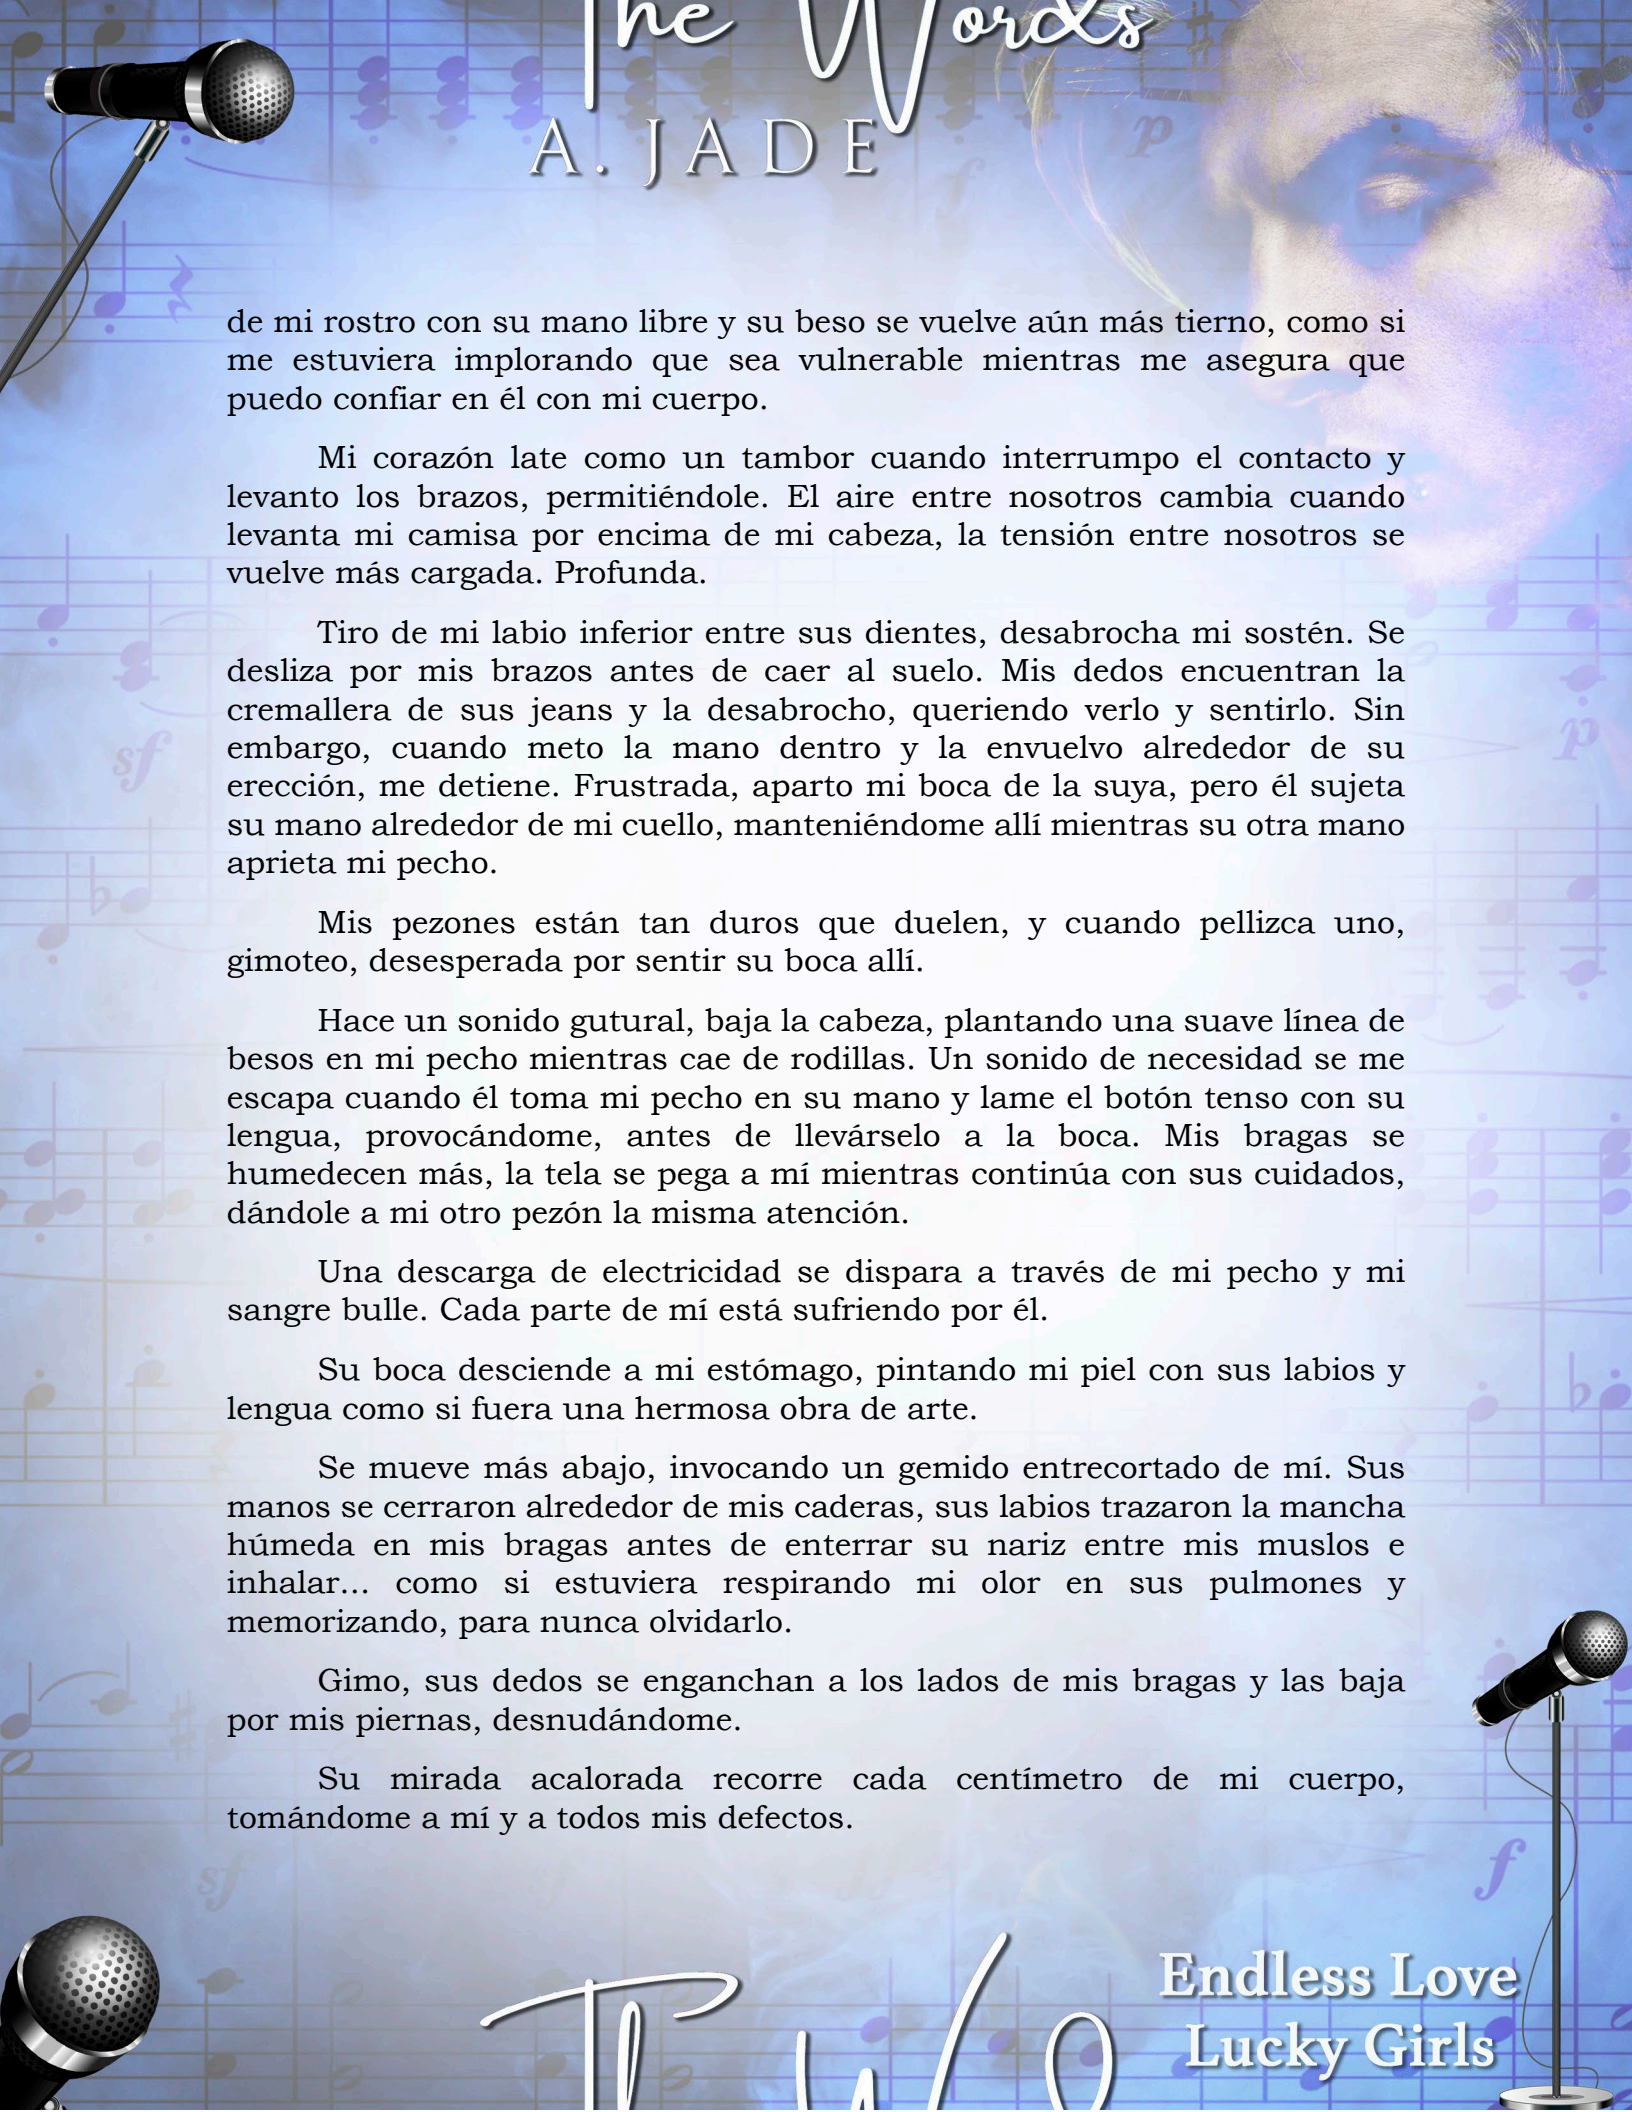 The Words
A. JADE
de mi rostro con su mano libre y su beso se vuelve aún más tierno, como si
me estuviera implorando que sea vulnerable mientras me asegura que
puedo confiar en él con mi cuerpo.
Mi corazón late como un tambor cuando interrumpo el contacto y
levanto los brazos, permitiéndole. El aire entre nosotros cambia cuando
levanta mi camisa por encima de mi cabeza, la tensión entre nosotros se
vuelve más cargada. Profunda.
Tiro de mi labio inferior entre sus dientes, desabrocha mi sostén. Se
desliza por mis brazos antes de caer al suelo. Mis dedos encuentran la
cremallera de sus jeans y la desabrocho, queriendo verlo y sentirlo. Sin
embargo, cuando meto la mano dentro y la envuelvo alrededor de su
erección, me detiene. Frustrada, aparto mi boca de la suya, pero él sujeta
su mano alrededor de mi cuello, manteniéndome allí mientras su otra mano
aprieta mi pecho.
Mis pezones están tan duros que duelen, y cuando pellizca uno,
gimoteo, desesperada por sentir su boca allí.
Hace un sonido gutural, baja la cabeza, plantando una suave línea de
besos en mi pecho mientras cae de rodillas. Un sonido de necesidad se me
escapa cuando él toma mi pecho en su mano y lame el botón tenso con su
lengua, provocándome, antes de llevárselo a la boca. Mis bragas se
humedecen más, la tela se pega a mí mientras continúa con sus cuidados,
dándole a mi otro pezón la misma atención.
Una descarga de electricidad se dispara a través de mi pecho y mi
sangre bulle. Cada parte de mí está sufriendo por él.
Su boca desciende a mi estómago, pintando mi piel con sus labios y
lengua como si fuera una hermosa obra de arte.
Se mueve más abajo, invocando un gemido entrecortado de mí. Sus
manos se cerraron alrededor de mis caderas, sus labios trazaron la mancha
húmeda en mis bragas antes de enterrar su nariz entre mis muslos e
inhalar... como si estuviera respirando mi olor en sus pulmones y
memorizando, para nunca olvidarlo.
Gimo, sus dedos se enganchan a los lados de mis bragas y las baja
por mis piernas, desnudándome.
Su mirada acalorada recorre cada centímetro de mi cuerpo,
tomándome a mí y a todos mis defectos.
Endless Love
Lucky Girls